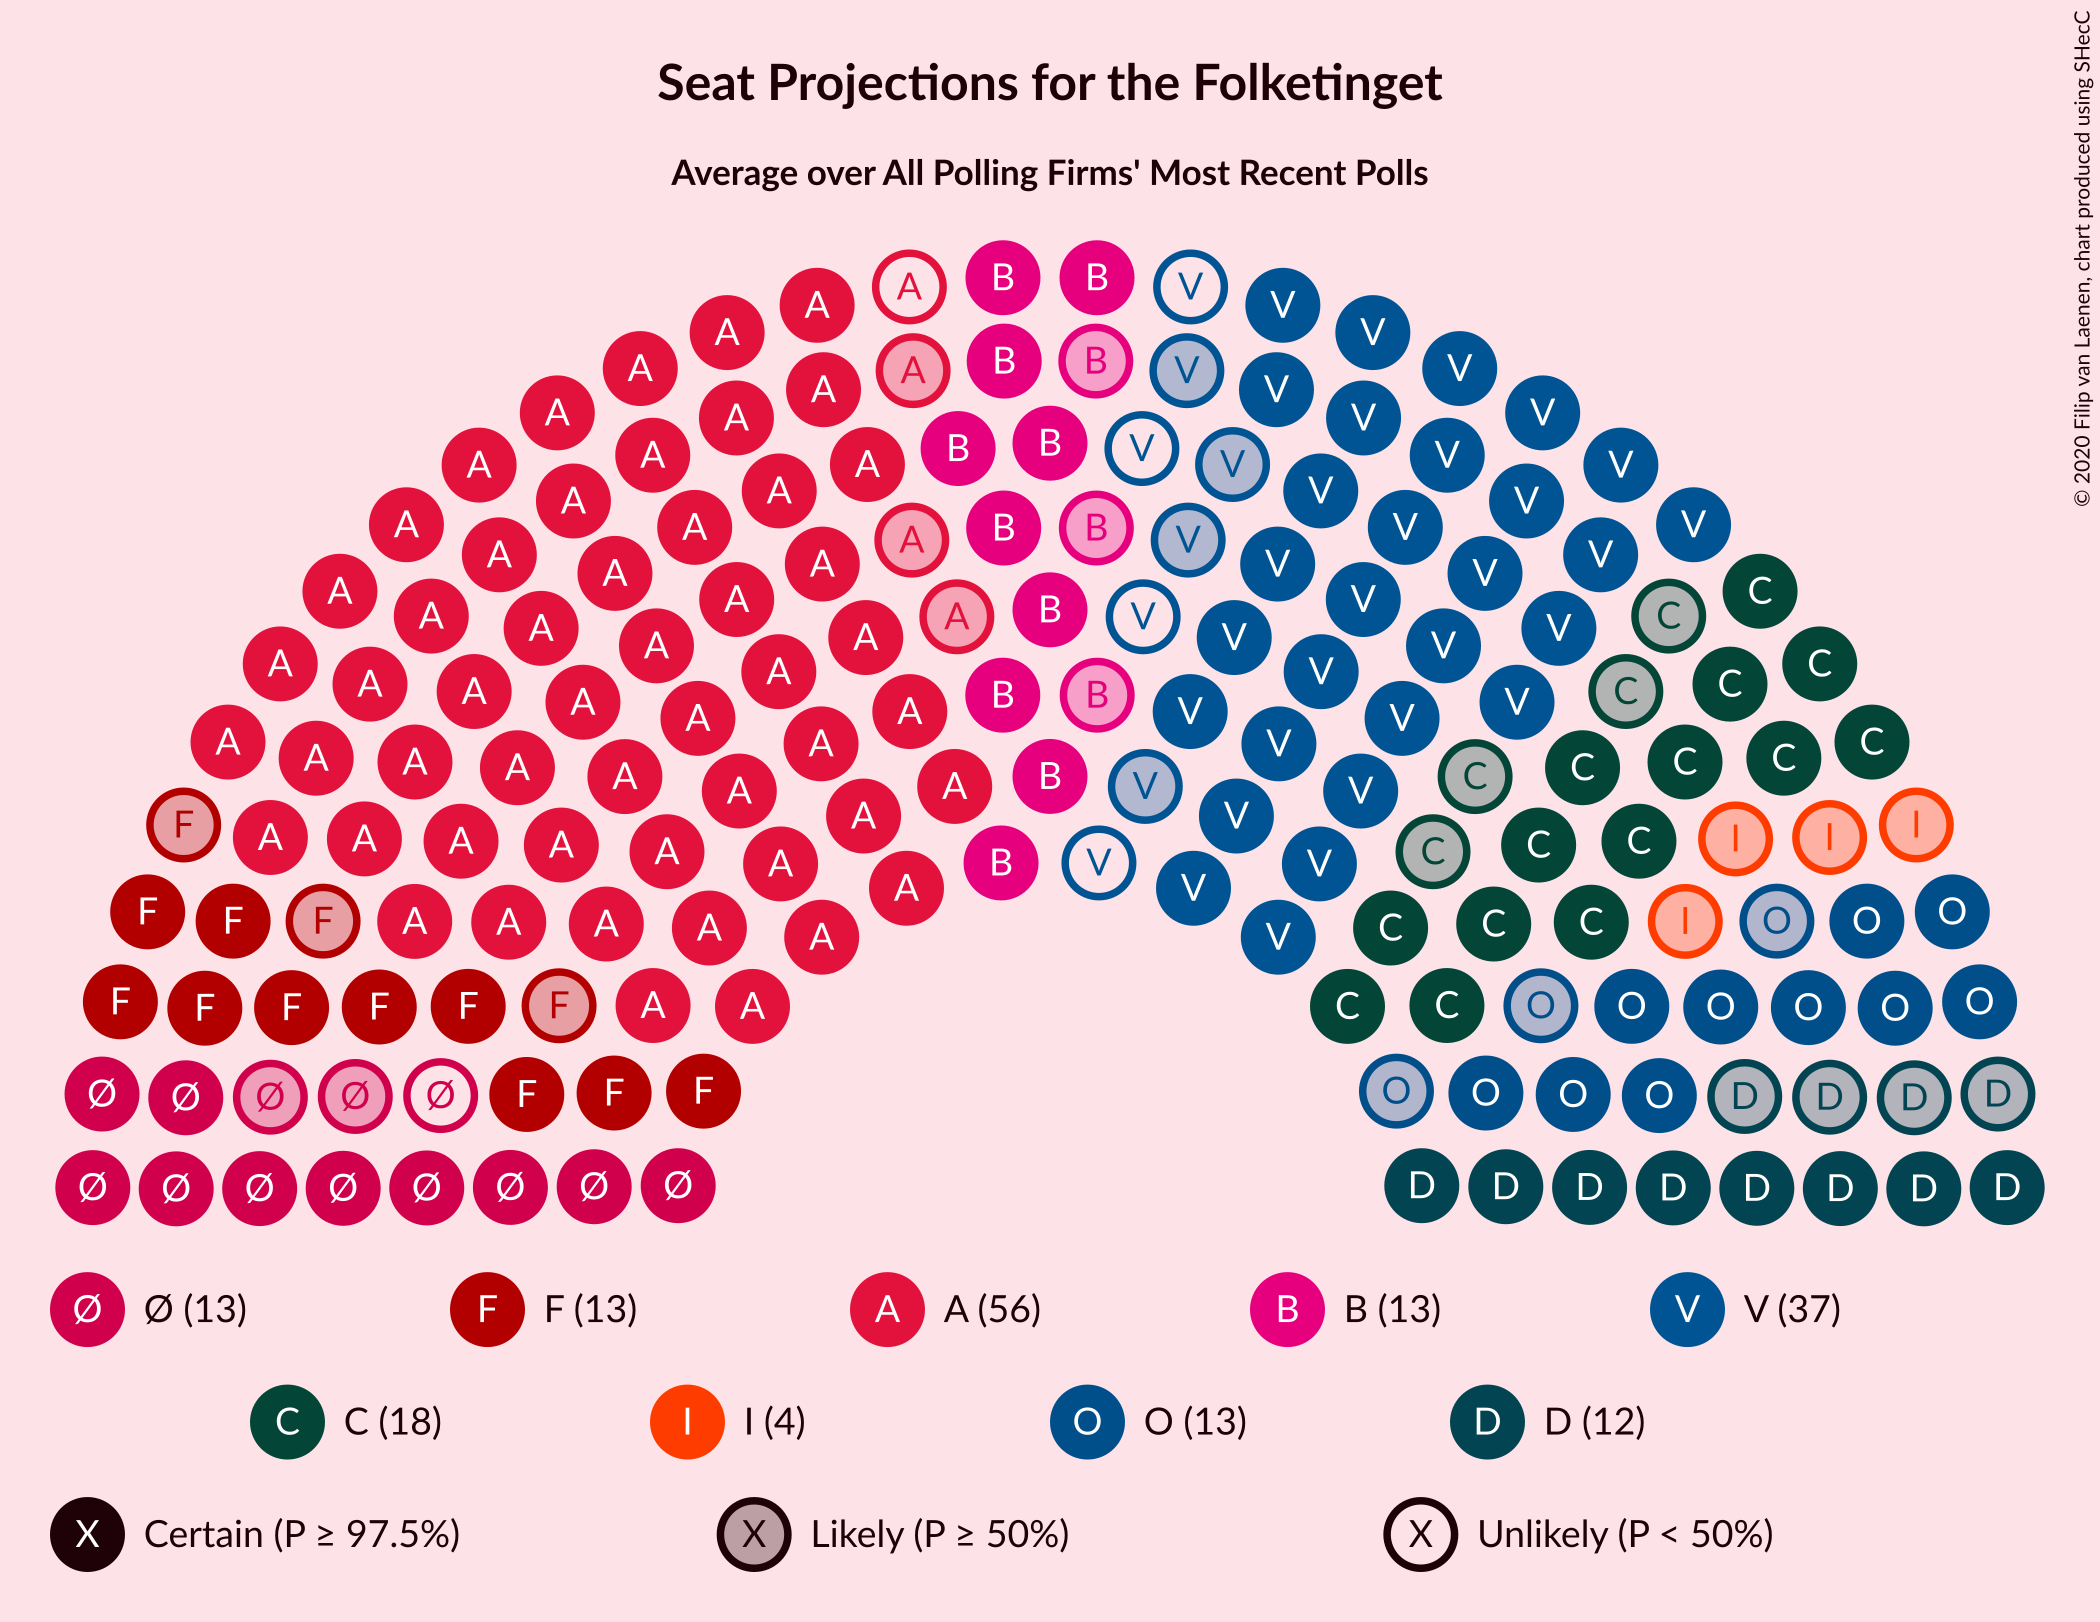 Seat Projections for the Folketinget
Average over All Polling Firms' Most Recent Polls
© 2020 Filip van Laenen, chart produced using SHecC
A A B B V V
A A A A B B V V V V
A A A A A B B V V V V V V
A A A A A A B B V V V V V V
A A A A A A A A A B V V V V V V V C C
A A A A A A A B B V V V V C C C
A A A A A A A A B V V V C C C C C
F A A A A A A A A B V V V V C C C I I I
F F F A A A A A V C C C I O O O
F F F F F F A A C C O O O O O O
Ø Ø Ø Ø Ø F F F O O O O D D D D
Ø Ø Ø Ø Ø Ø Ø Ø D D D D D D D D
Ø Ø (13) F F (13) A A (56) B B (13) V V (37)
C C (18) I I (4) O O (13) D D (12)
X Certain (P ≥ 97.5%) X Likely (P ≥ 50%) X Unlikely (P < 50%)